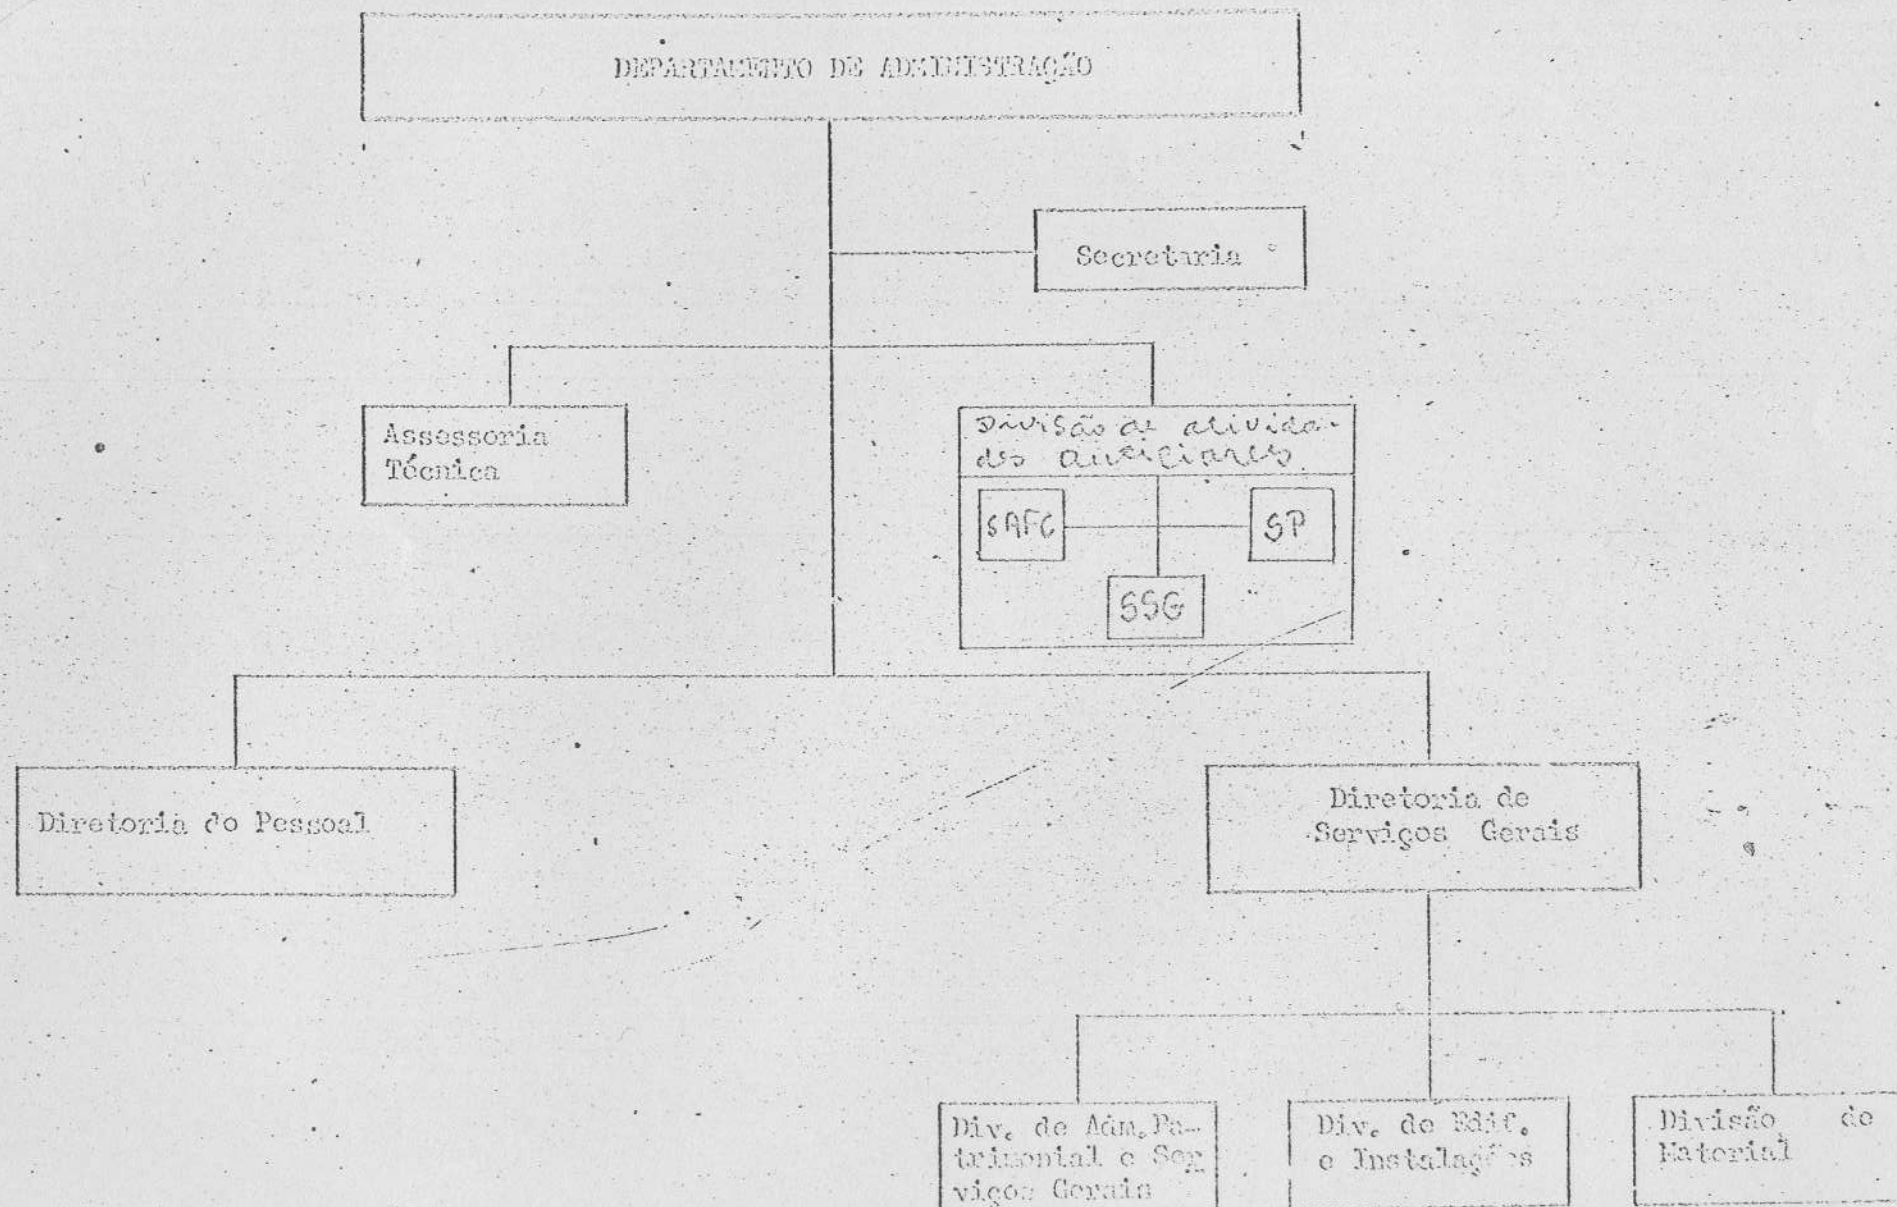 DEPARTAMENTO DE ADMINISTRAÇÃO
Secretaria
Assessoria
Técnica
Divisão de ativida-
des auxiliares
SAFC
SP
SSG
Diretoria do Pessoal
Diretoria de
Serviços Gerais
Div. de Adm. Pa-
trimonial e Ser
viços Gerais
Div. de Edif.
e Instalações
Divisão de
Material